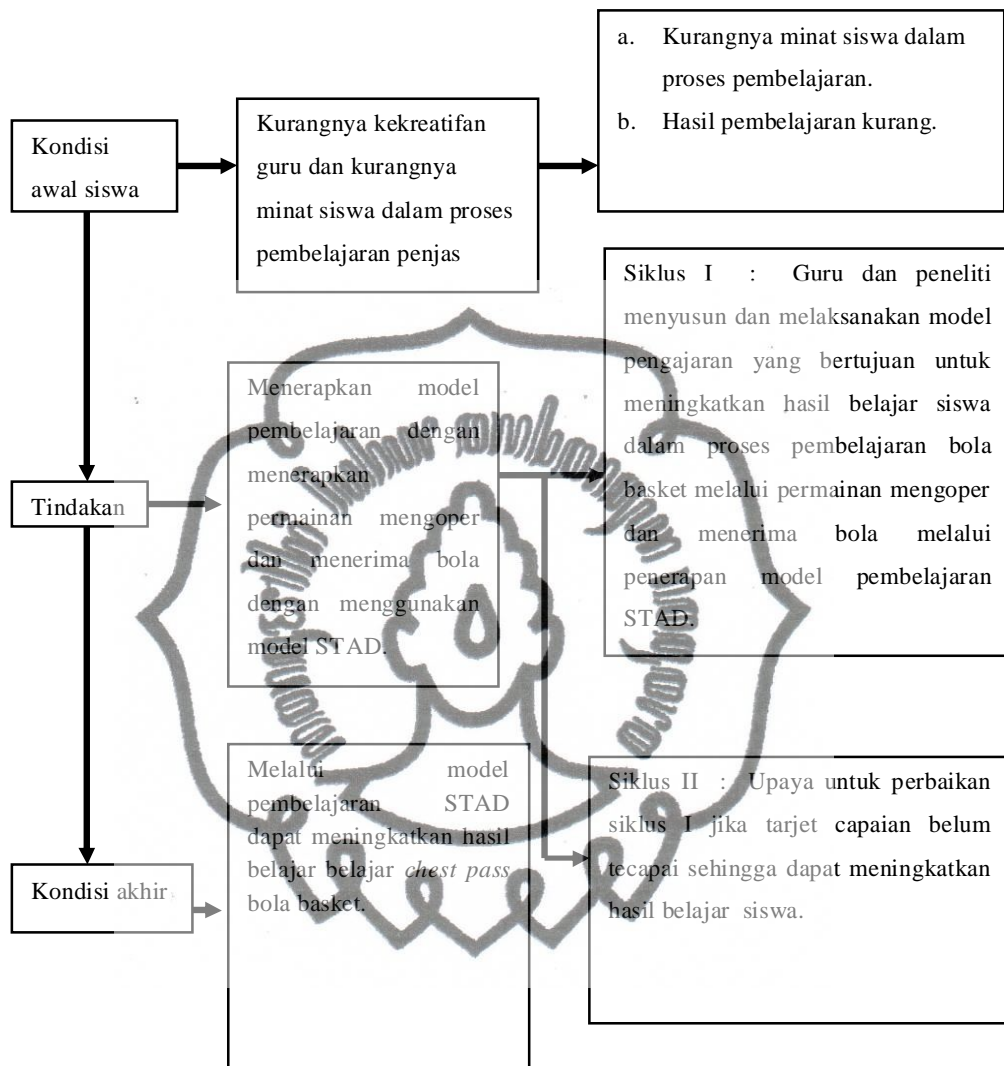 a. Kurangnya minat siswa dalam
proses pembelajaran.
b. Hasil pembelajaran kurang.
Kondisi
awal siswa
Kurangnya kekreatifan
guru dan kurangnya
minat siswa dalam proses
pembelajaran penjas
Tindakan
Menerapkan model
pembelajaran dengan
menerapkan
permainan mengoper
dan menerima bola
dengan menggunakan
model STAD.
Siklus I : Guru dan peneliti
menyusun dan melaksanakan model
pengajaran yang bertujuan untuk
meningkatkan hasil belajar siswa
dalam proses pembelajaran bola
basket melalui permainan mengoper
dan menerima bola melalui
penerapan model pembelajaran
STAD.
Siklus II : Upaya untuk perbaikan
siklus I jika tarjet capaian belum
tecapai sehingga dapat meningkatkan
hasil belajar siswa.
Kondisi akhir
Melalui model
pembelajaran STAD
dapat meningkatkan hasil
belajar belajar chest pass
bola basket.